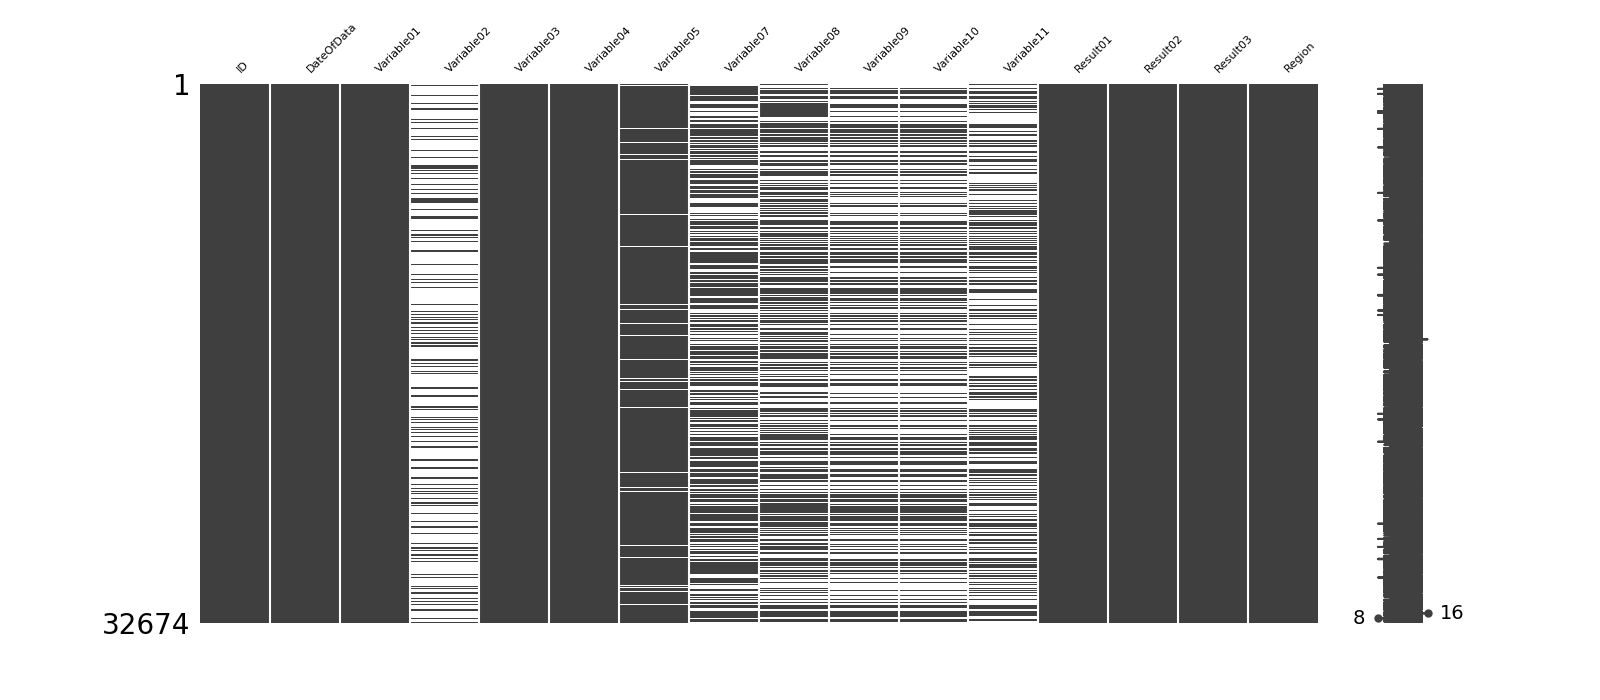 ID
DateOfData
Variable01
Variable02
Variable03
Variable04
Variable05
Variable07
Variable08
Variable09
Variable10
Variable11
Result01
Result02
Result03
Region
1
32674
8
16